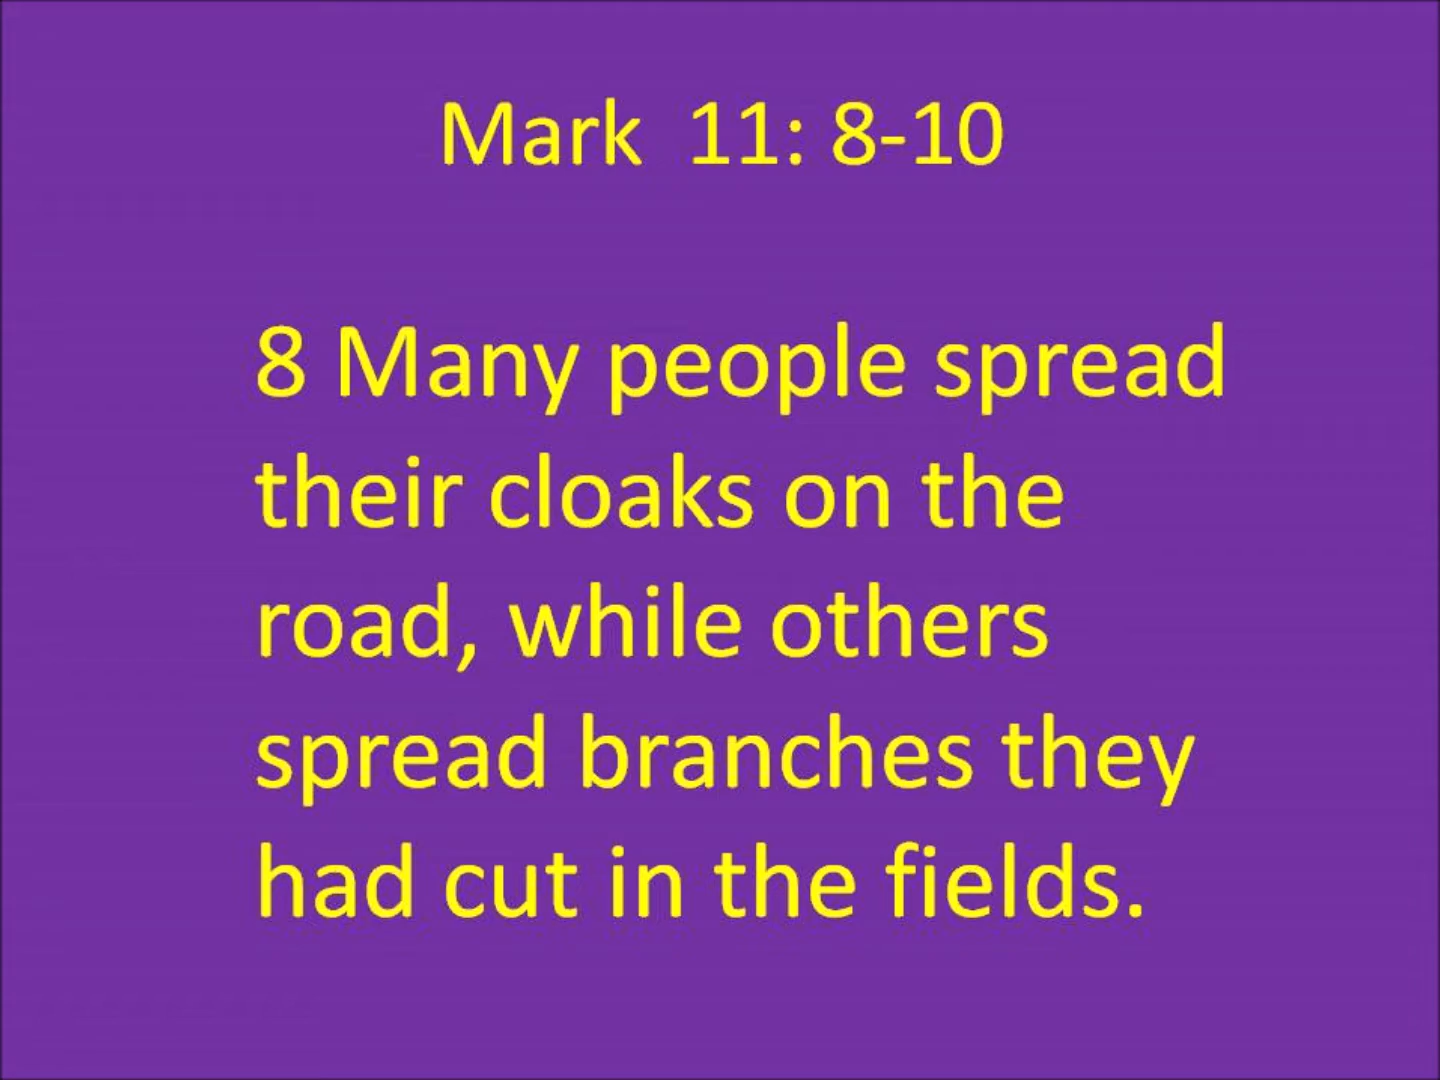 Mark  11: 8-10
8 Many people spread
their cloaks on the
road, while others
spread branches they
had cut in the fields.